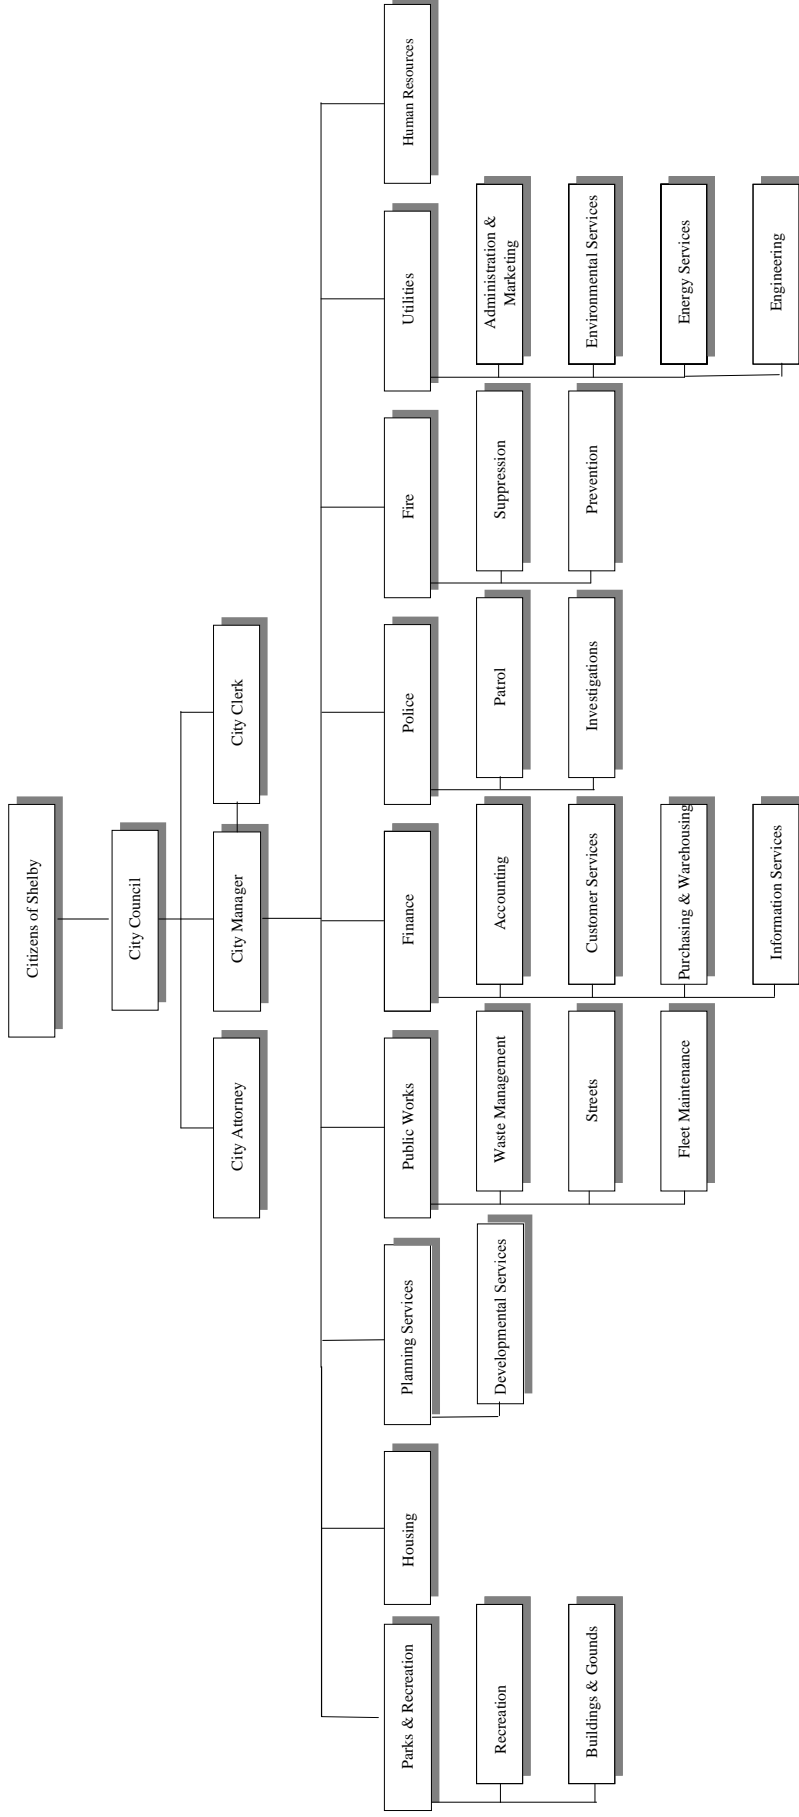 Citizens of Shelby
City Council
City Attorney
City Manager
City Clerk
Parks & Recreation
Housing
Planning Services
Public Works
Finance
Police
Fire
Utilities
Human Resources
Recreation
Developmental Services
Waste Management
Accounting
Patrol
Suppression
Administration &
Marketing
Buildings & Gounds
Streets
Customer Services
Investigations
Prevention
Environmental Services
Fleet Maintenance
Purchasing & Warehousing
Energy Services
Information Services
Engineering